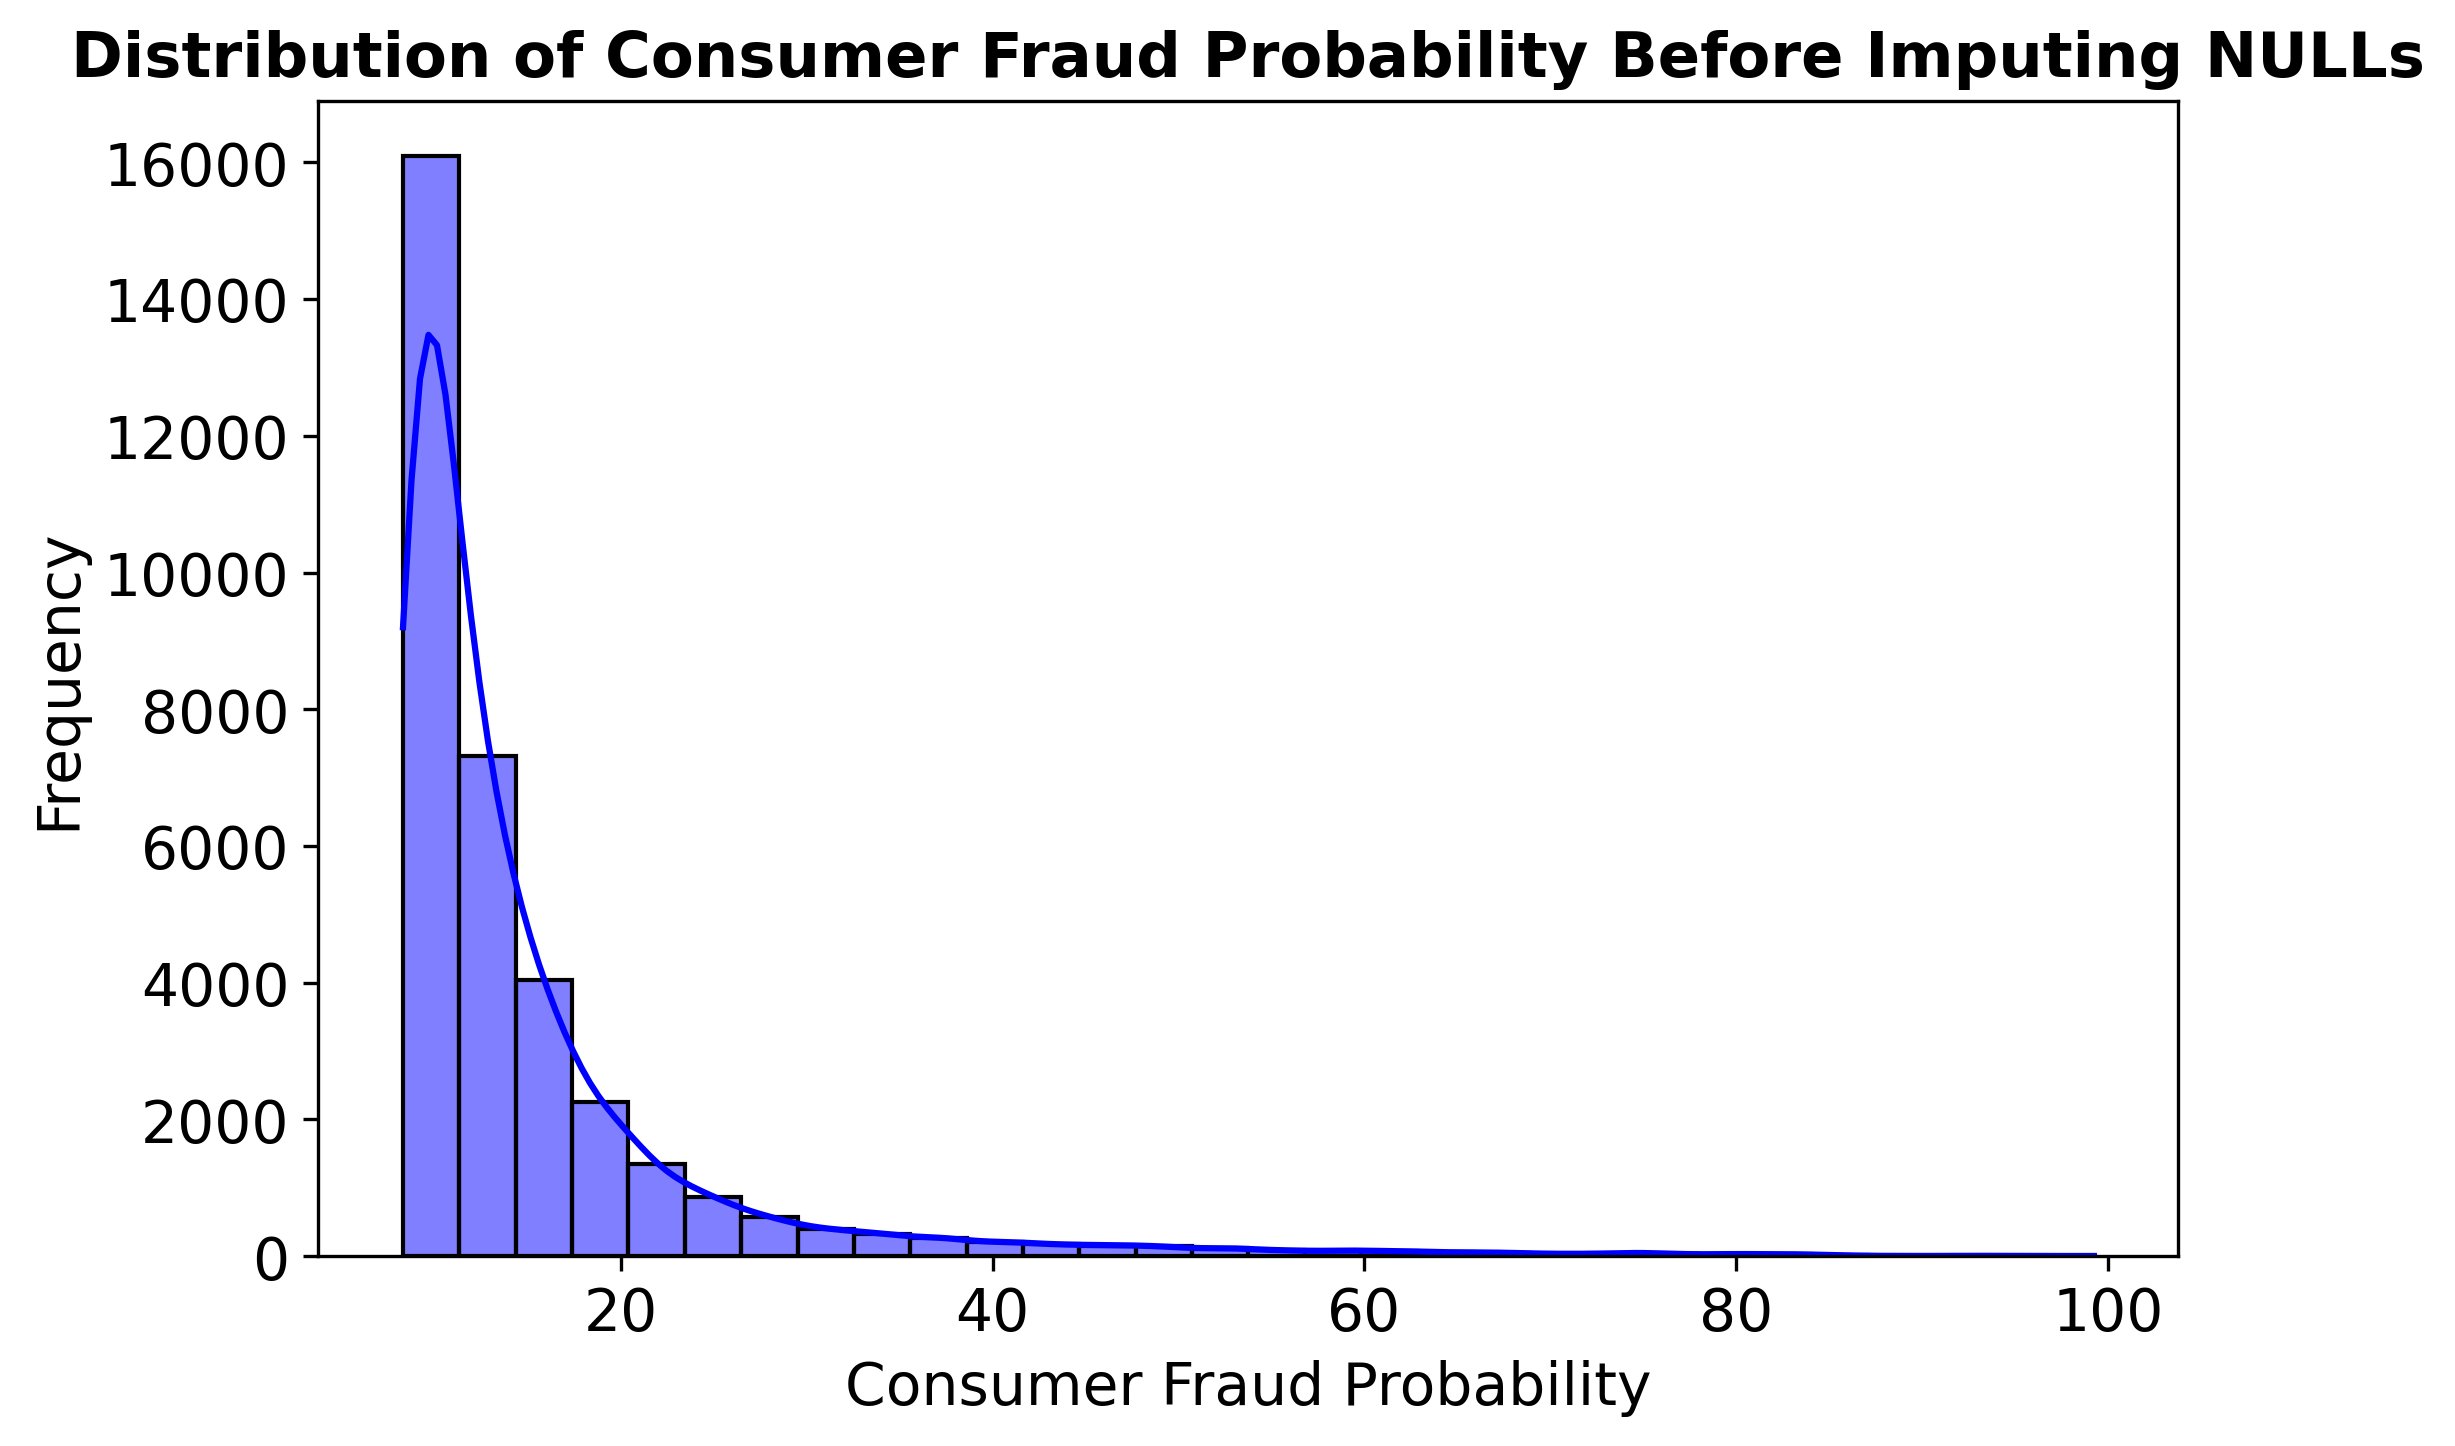 Distribution of Consumer Fraud Probability Before Imputing NULLs
16000
14000
12000
10000
8000
6000
4000
2000
0
Frequency
20 40 60 80 100
Consumer Fraud Probability